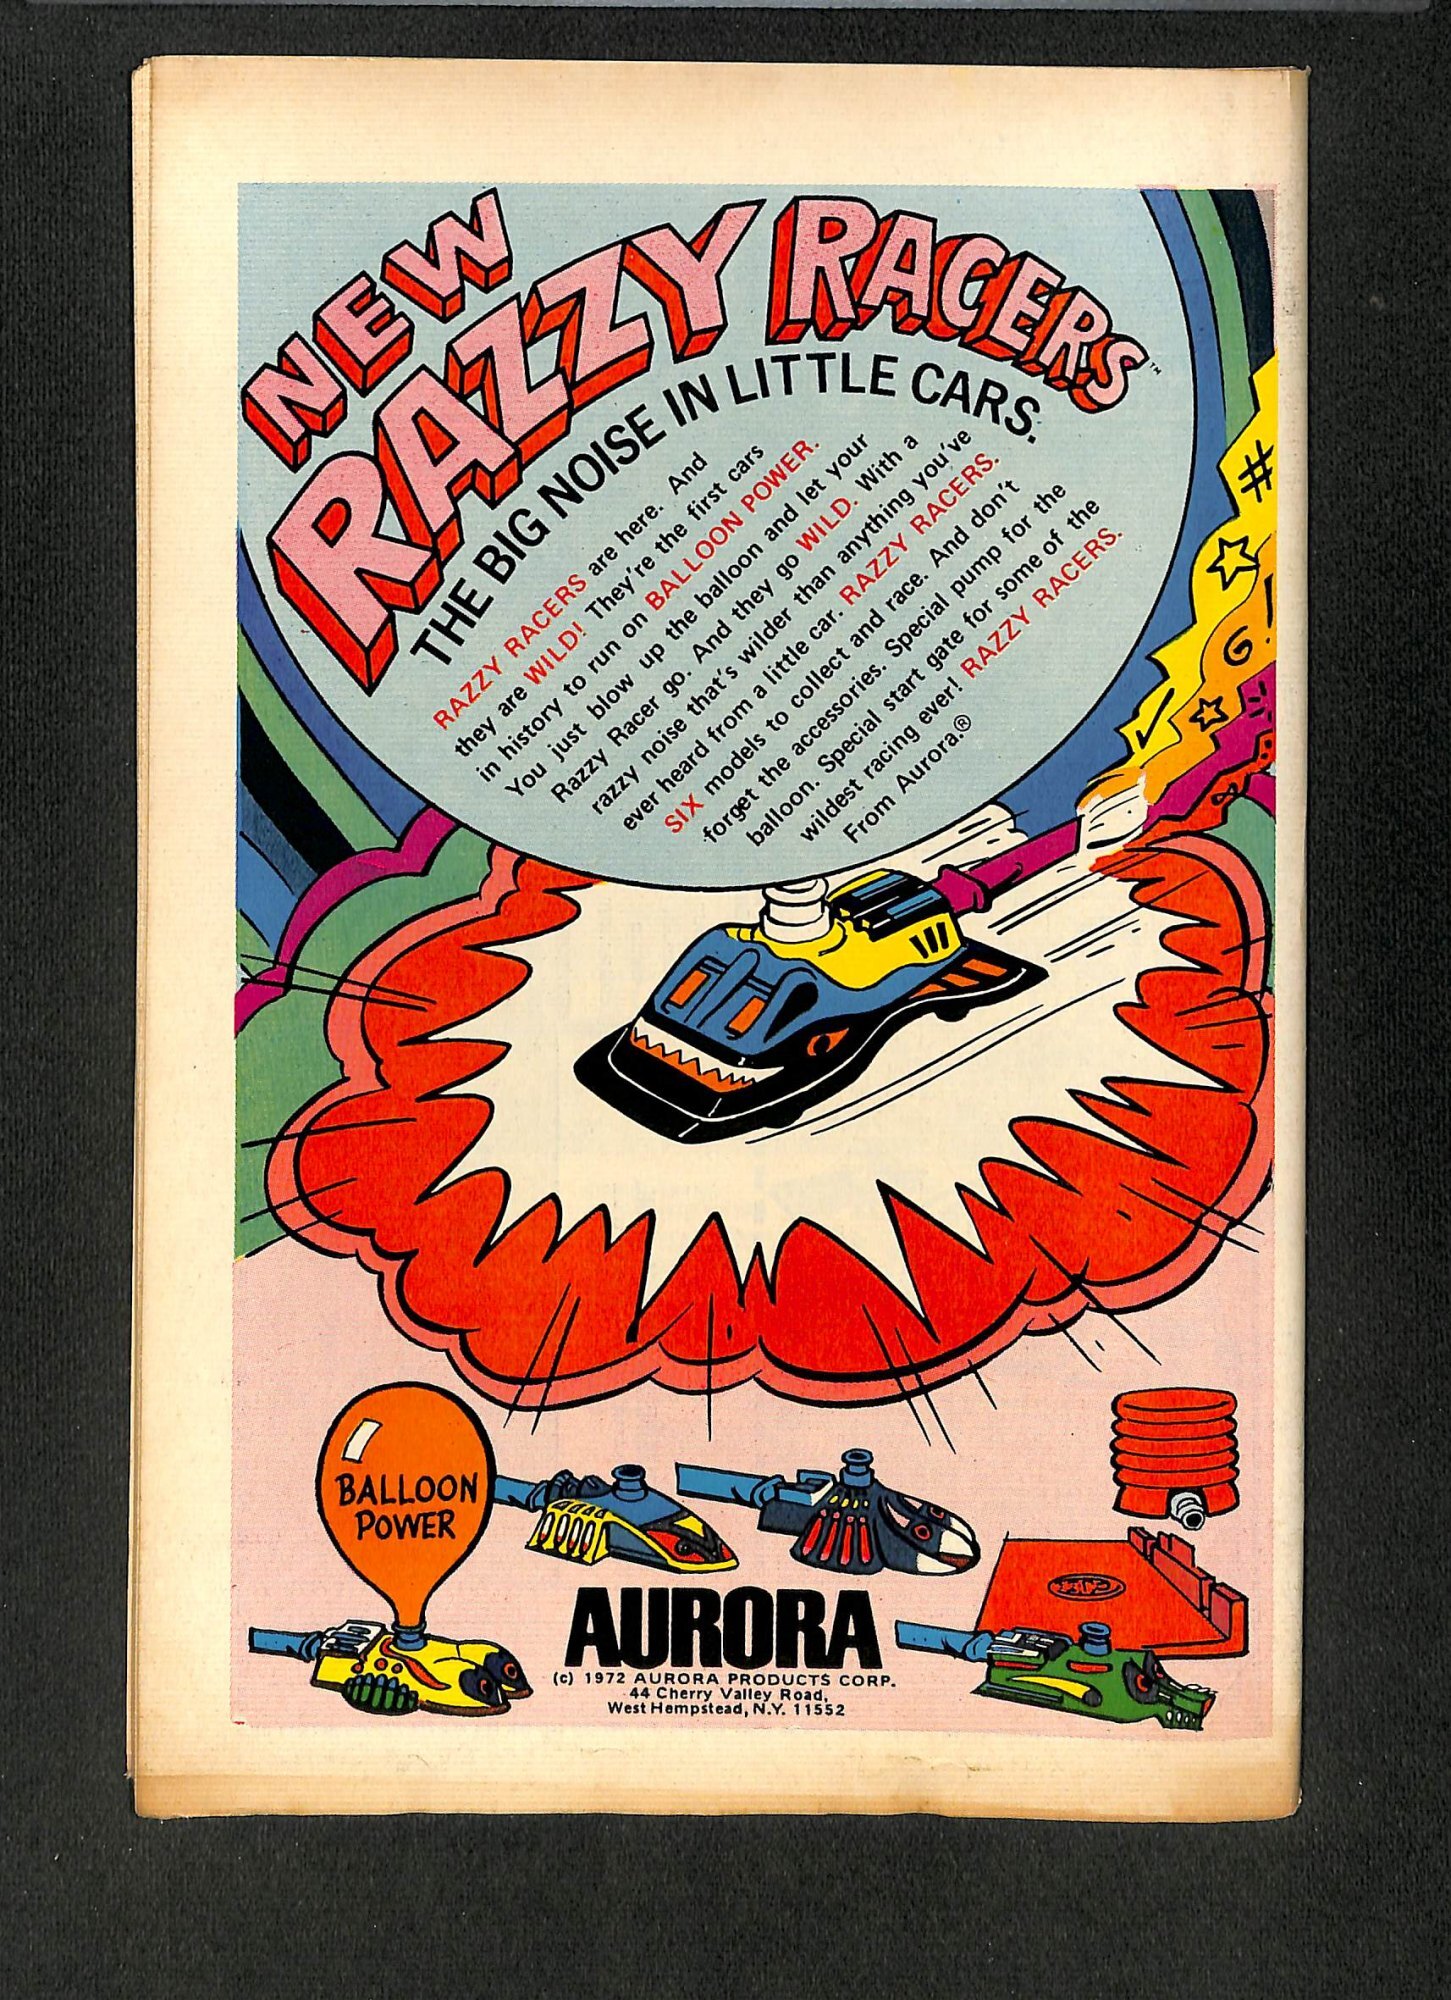 NEW
RAZZY RACERS™
THE BIG NOISE IN LITTLE CARS.
RAZZY RACERS are here. And
they are WILD! They're the first cars
in history to run on BALLOON POWER.
You just blow up the balloon and let your
Razzy Racer go. And they go WILD. With a
razzy noise that's wilder than anything you've
ever heard from a little car. RAZZY RACERS.
SIX models to collect and race. And don't
forget the accessories. Special pump for the
balloon. Special start gate for some of the
wildest racing ever! RAZZY RACERS.
From Aurora.®
#
G!
BALLOON
POWER
AURORA
(c) 1972 AURORA PRODUCTS CORP.
44 Cherry Valley Road,
West Hempstead, N.Y. 11552